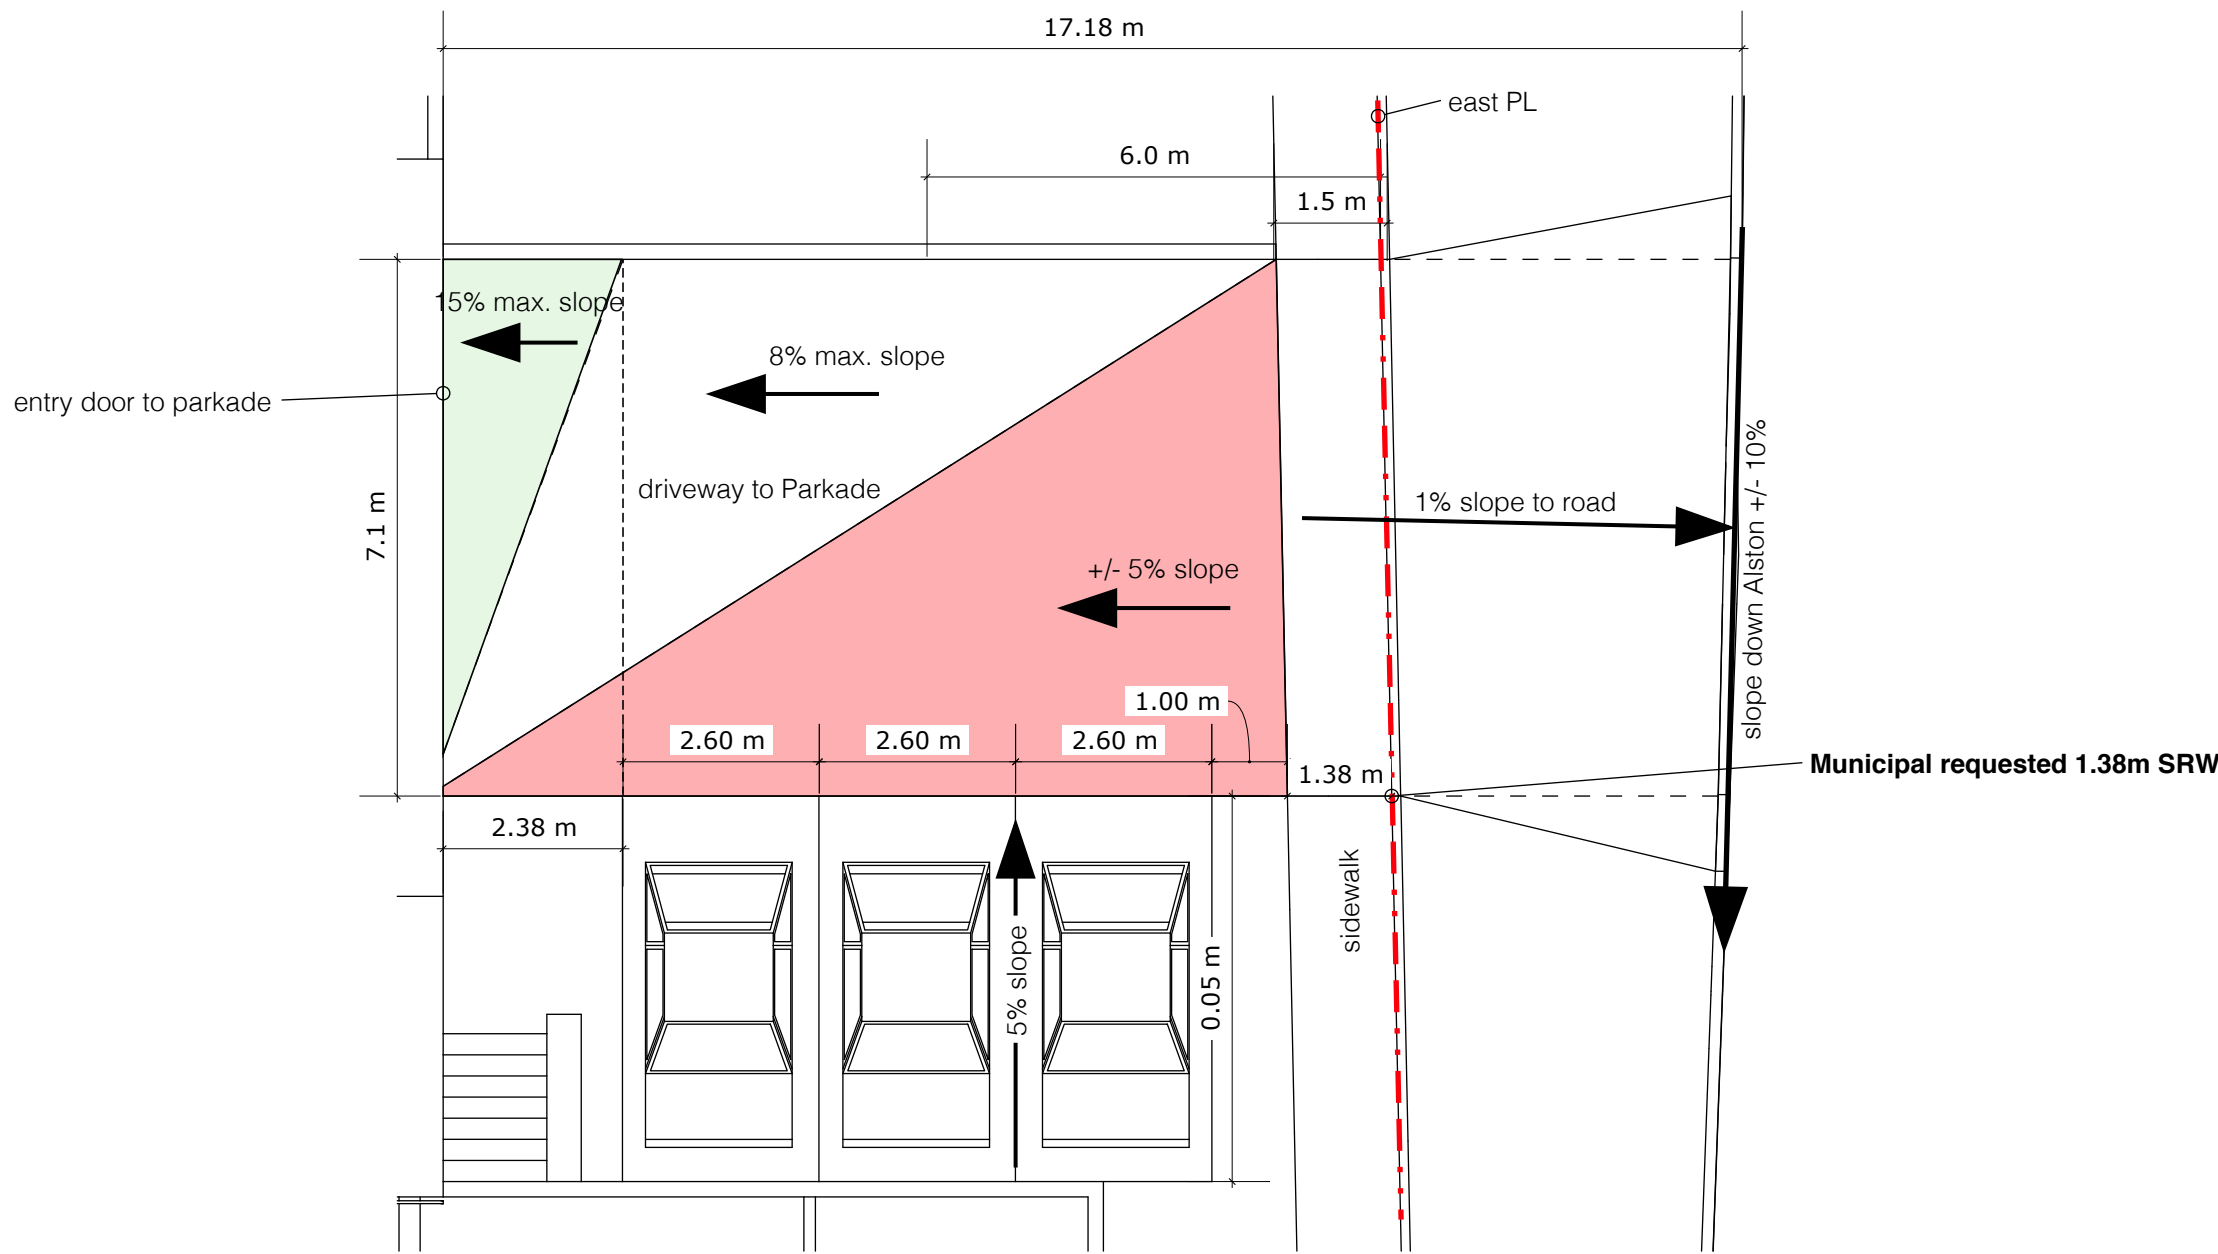 17.18 m
east PL
6.0 m
1.5 m
15% max. slope
8% max. slope
entry door to parkade
driveway to Parkade
7.1 m
1% slope to road
slope down Alston +/- 10%
+/- 5% slope
1.00 m
2.60 m
2.60 m
2.60 m
1.38 m
Municipal requested 1.38m SRW
2.38 m
sidewalk
5% slope
0.05 m